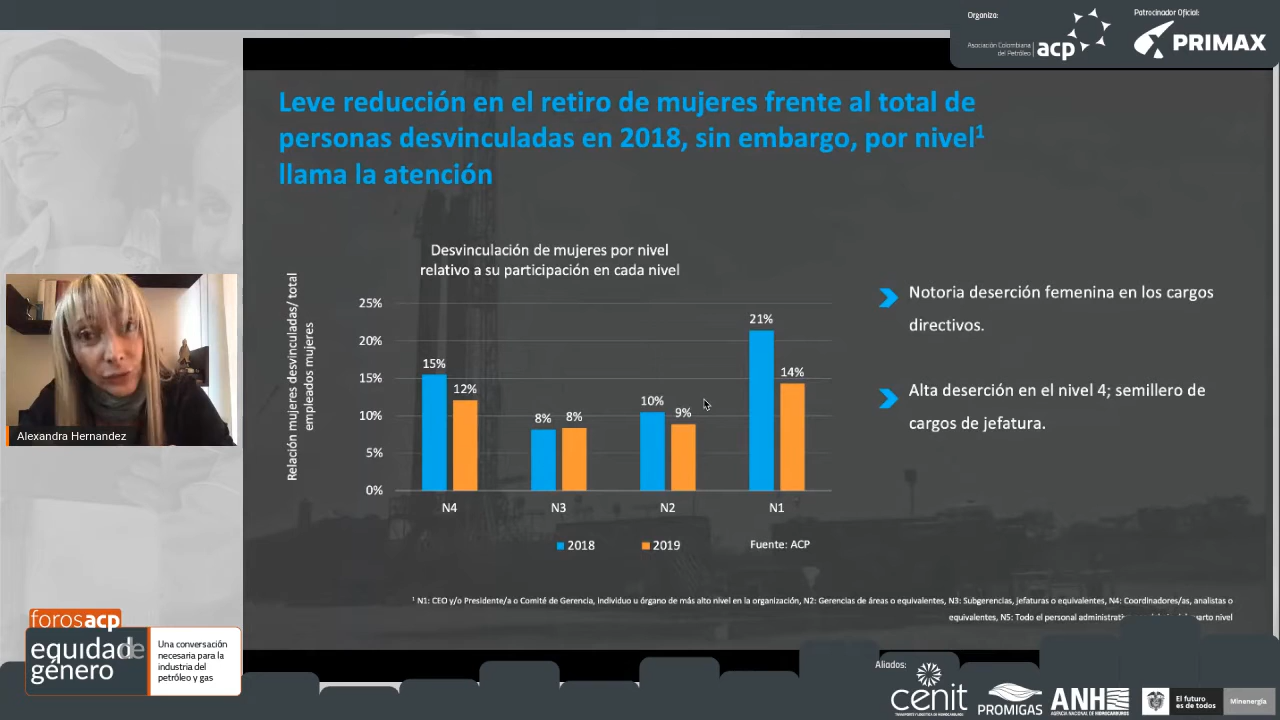 Organiza:
Asociación Colombiana
del Petróleo
acp
Patrocinador Oficial:
PRIMAX
Leve reducción en el retiro de mujeres frente al total de
personas desvinculadas en 2018, sin embargo, por nivel¹
llama la atención
Desvinculación de mujeres por nivel
relativo a su participación en cada nivel
Relación mujeres desvinculadas/ total
empleados mujeres
25%
20%
15%
10%
5%
0%
15%
12%
8%
8%
10%
9%
21%
14%
N4
N3
N2
N1
2018
2019
Fuente: ACP
Notoria deserción femenina en los cargos
directivos.
Alta deserción en el nivel 4; semillero de
cargos de jefatura.
¹ N1: CEO y/o Presidente/a o Comité de Gerencia, individuo u órgano de más alto nivel en la organización, N2: Gerencias de áreas o equivalentes, N3: Subgerencias, jefaturas o equivalentes, N4: Coordinadores/as, analistas o
equivalentes, N5: Todo el personal nivel
Alexandra Hernandez
forosacp
equidad de
género
Una conversación
necesaria para la
industria del
petróleo y gas
Aliados:
cenit
PROMIGAS
ANH
AGENCIA NACIONAL DE HIDROCARBUROS
El futuro
es de todos
Minenergía